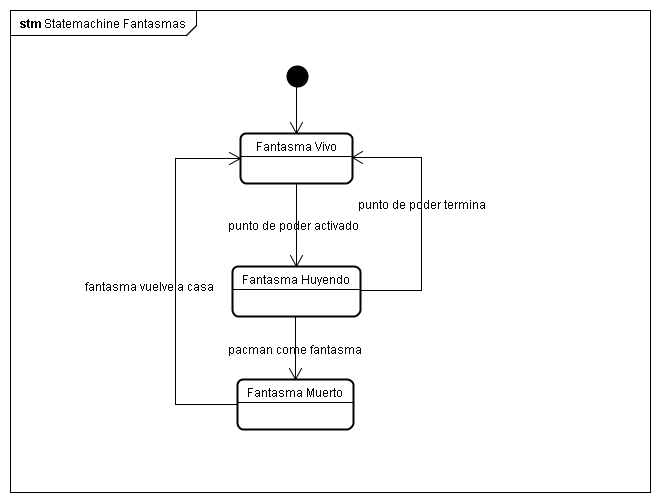 stm Statemachine Fantasmas
Fantasma Vivo
punto de poder termina
punto de poder activado
Fantasma Huyendo
fantasma vuelve a casa
pacman come fantasma
Fantasma Muerto